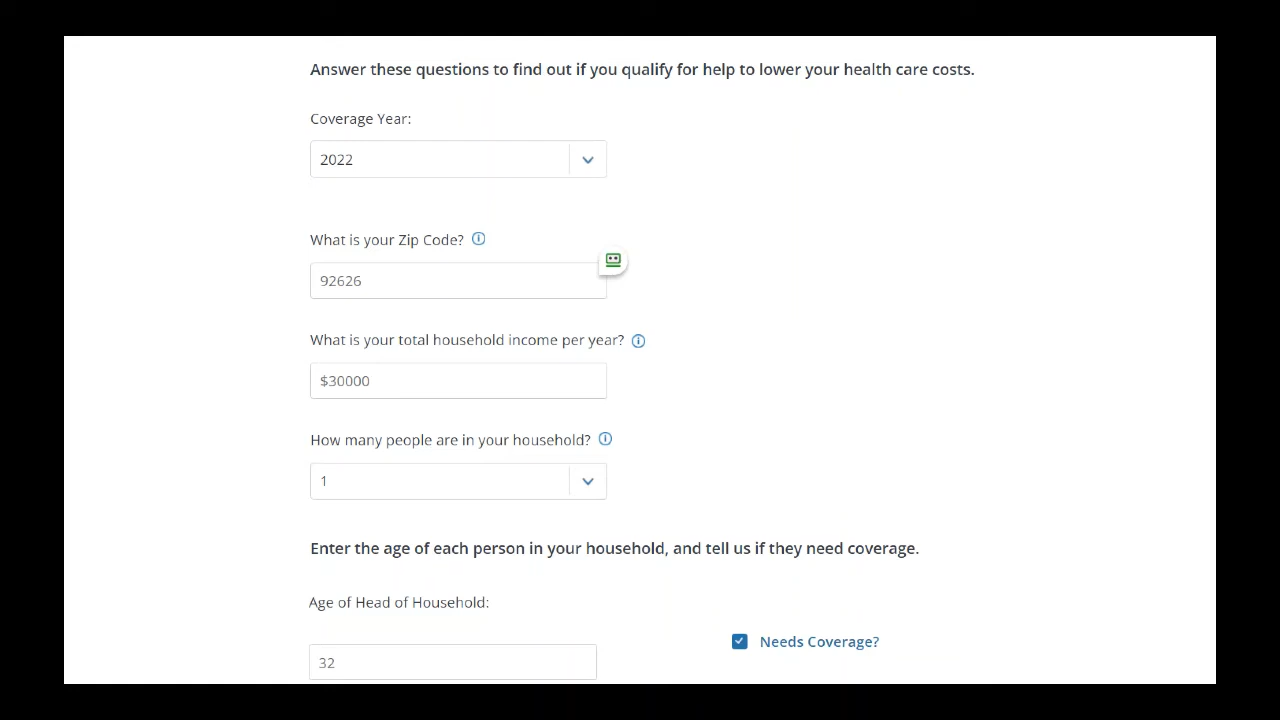 Answer these questions to find out if you qualify for help to lower your health care costs.
Coverage Year:
2022
What is your Zip Code?
92626
What is your total household income per year?
$30000
How many people are in your household?
1
Enter the age of each person in your household, and tell us if they need coverage.
Age of Head of Household:
Needs Coverage?
32